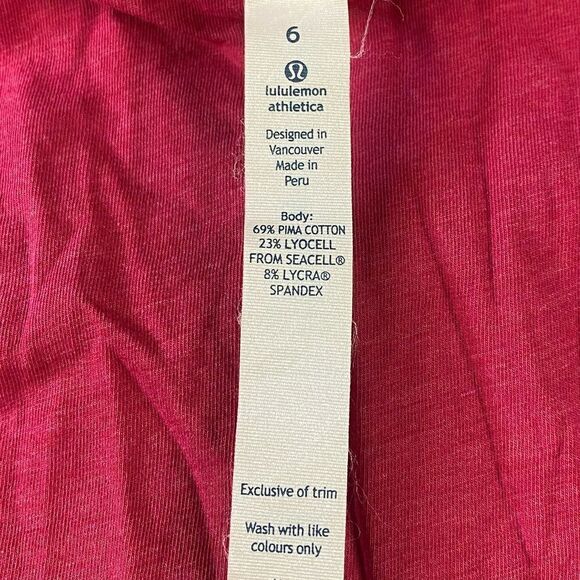 6
lululemon
athletica
Designed in
Vancouver
Made in
Peru
Body:
69% PIMA COTTON
23% LYOCELL
FROM SEACELL®
8% LYCRA®
SPANDEX
Exclusive of trim
Wash with like
colours only